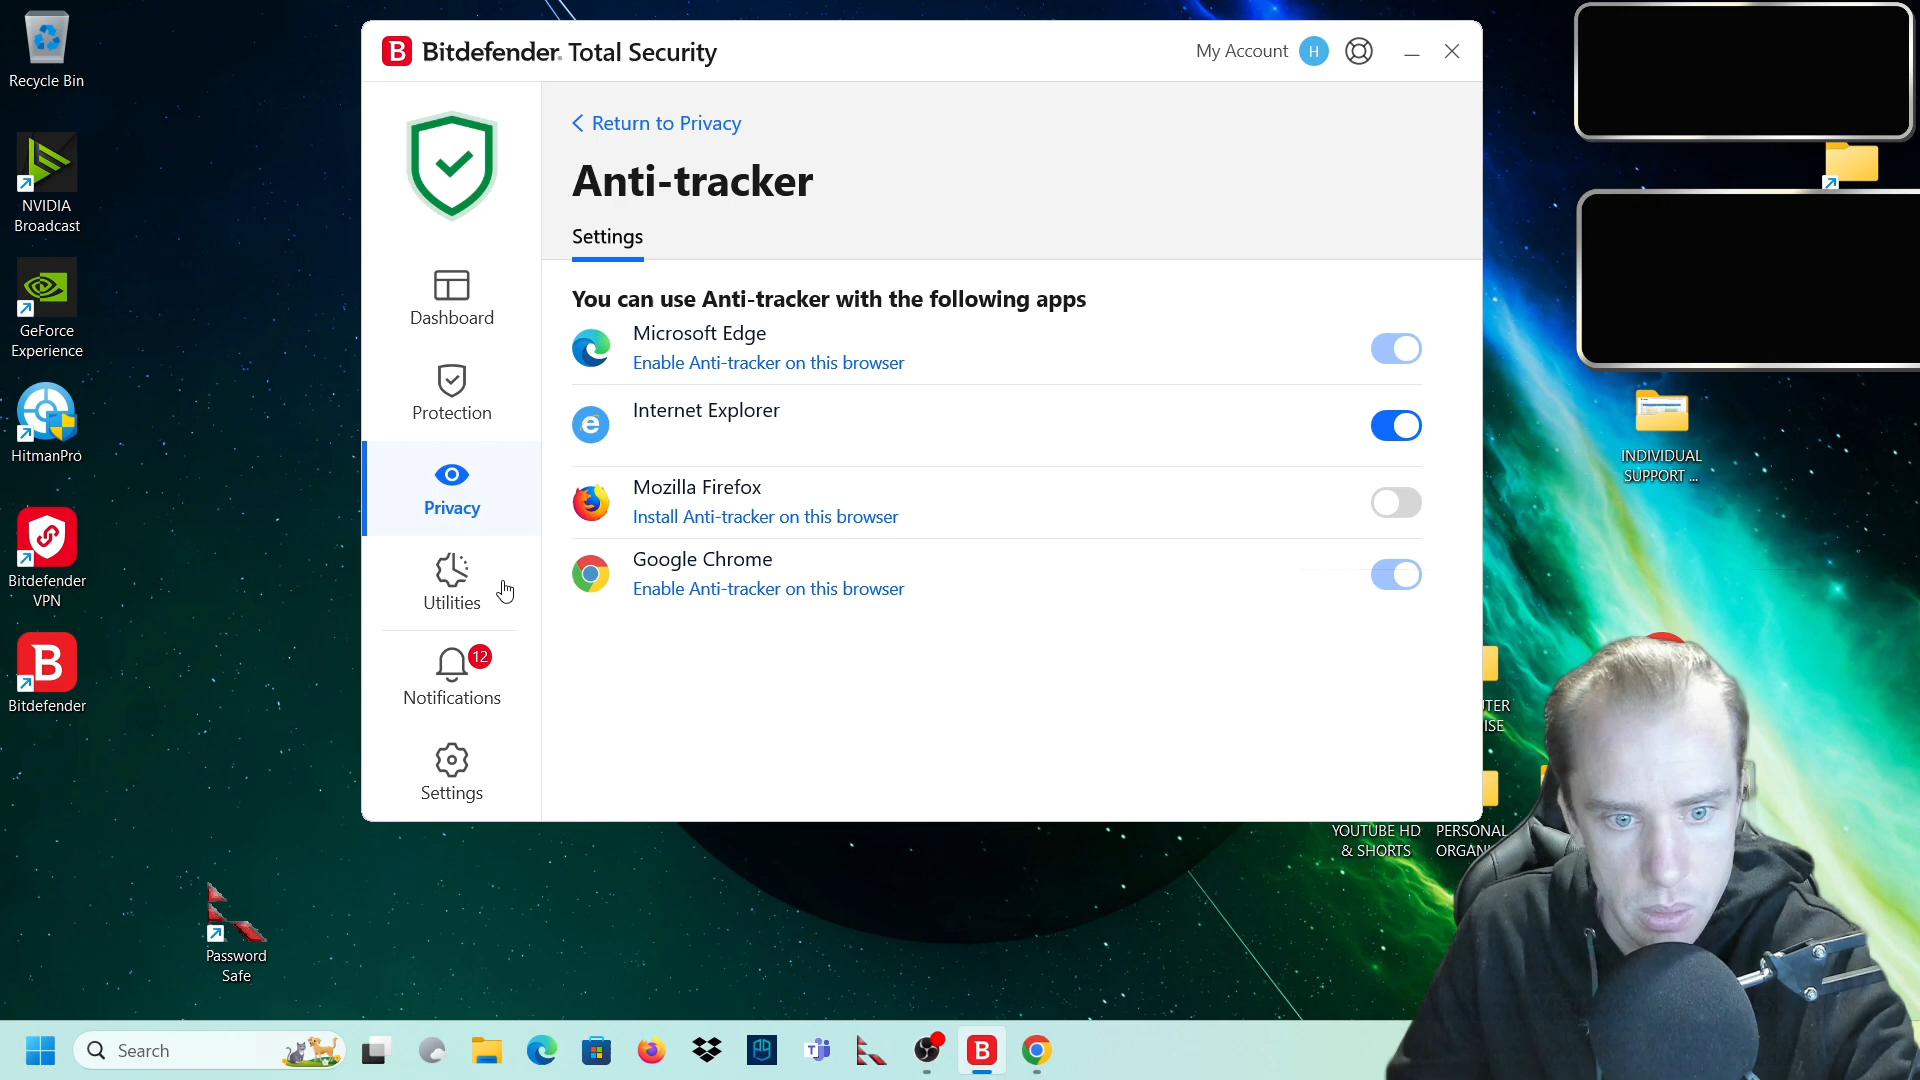 Recycle Bin
NVIDIA
Broadcast
GeForce
Experience
HitmanPro
Bitdefender
VPN
Bitdefender
Password
Safe
B Bitdefender Total Security
My Account H
Dashboard
Protection
Privacy
Utilities
12
Notifications
Settings
Return to Privacy
Anti-tracker
Settings
You can use Anti-tracker with the following apps
Microsoft Edge
Enable Anti-tracker on this browser
Internet Explorer
Mozilla Firefox
Install Anti-tracker on this browser
Google Chrome
Enable Anti-tracker on this browser
INDIVIDUAL
SUPPORT ...
YOUTUBE HD
& SHORTS
PERSONAL
Search